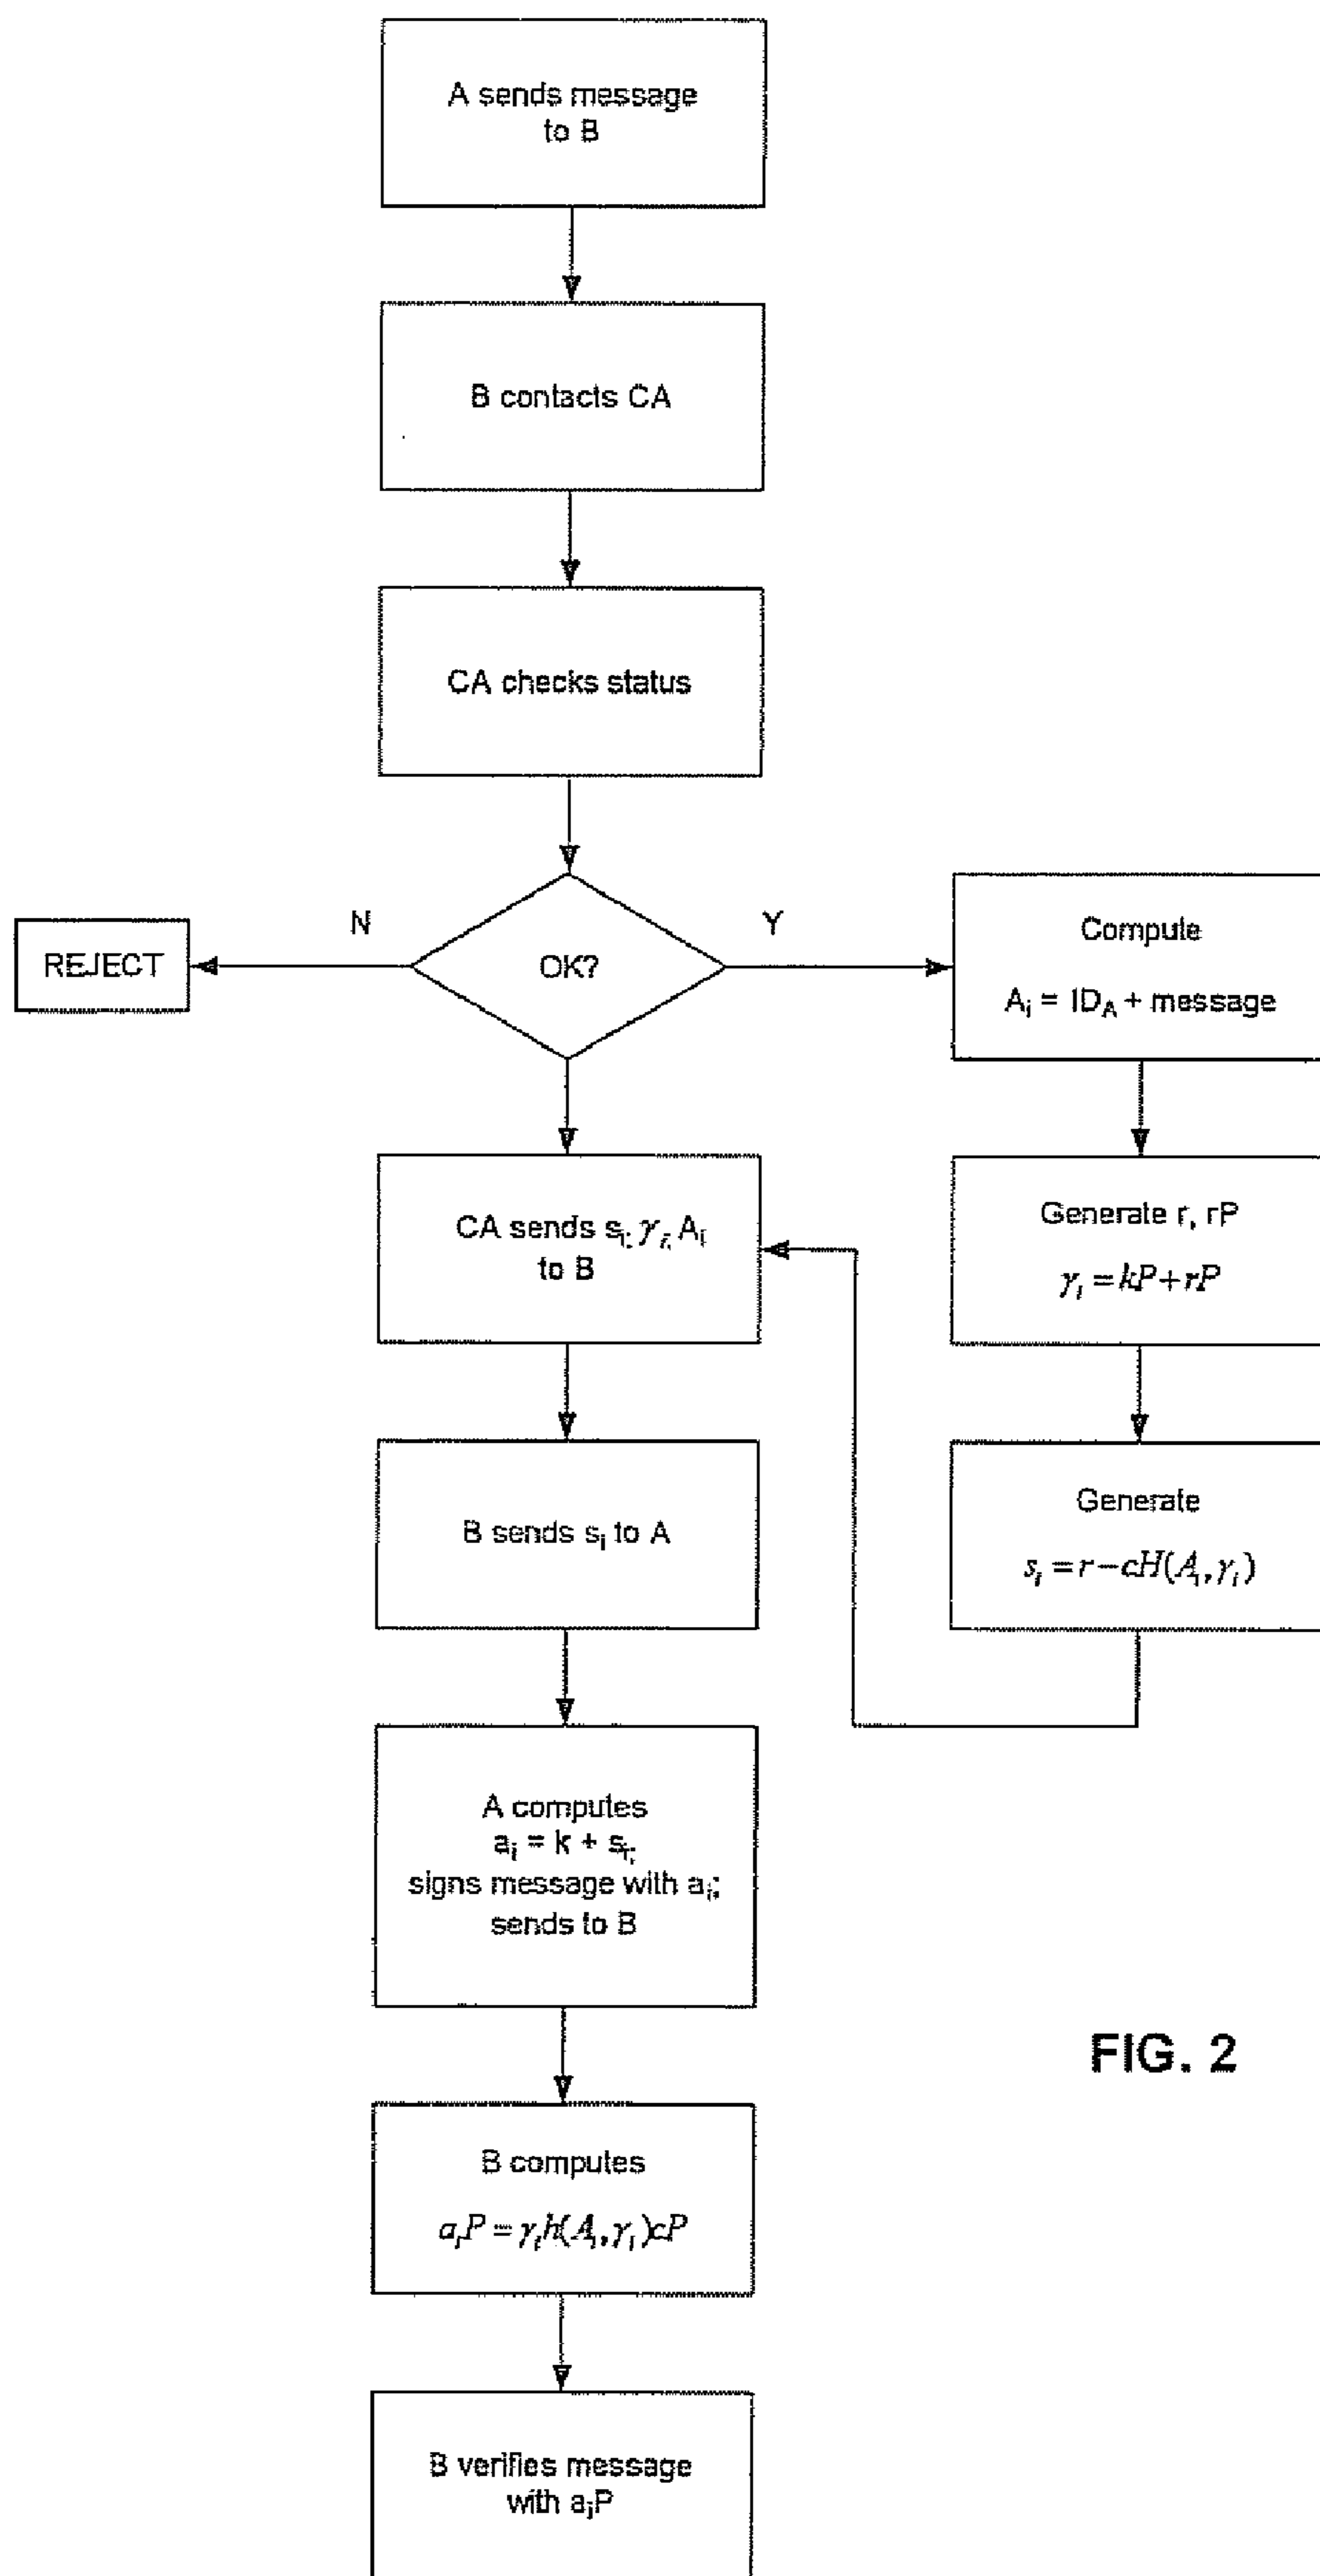 A sends message
to B
B contacts CA
CA checks status
N
Y
REJECT
OK?
Compute
Aᵢ = ID_A + message
Generate r, rP
γᵢ = kP+rP
Generate
sᵢ = r−cH(Aᵢ,γᵢ)
CA sends sᵢ, γᵢ, Aᵢ
to B
B sends sᵢ to A
A computes
aᵢ = k + sᵢ;
signs message with aᵢ;
sends to B
B computes
aᵢP = γᵢh(Aᵢ,γᵢ)cP
B verifies message
with aᵢP
FIG. 2